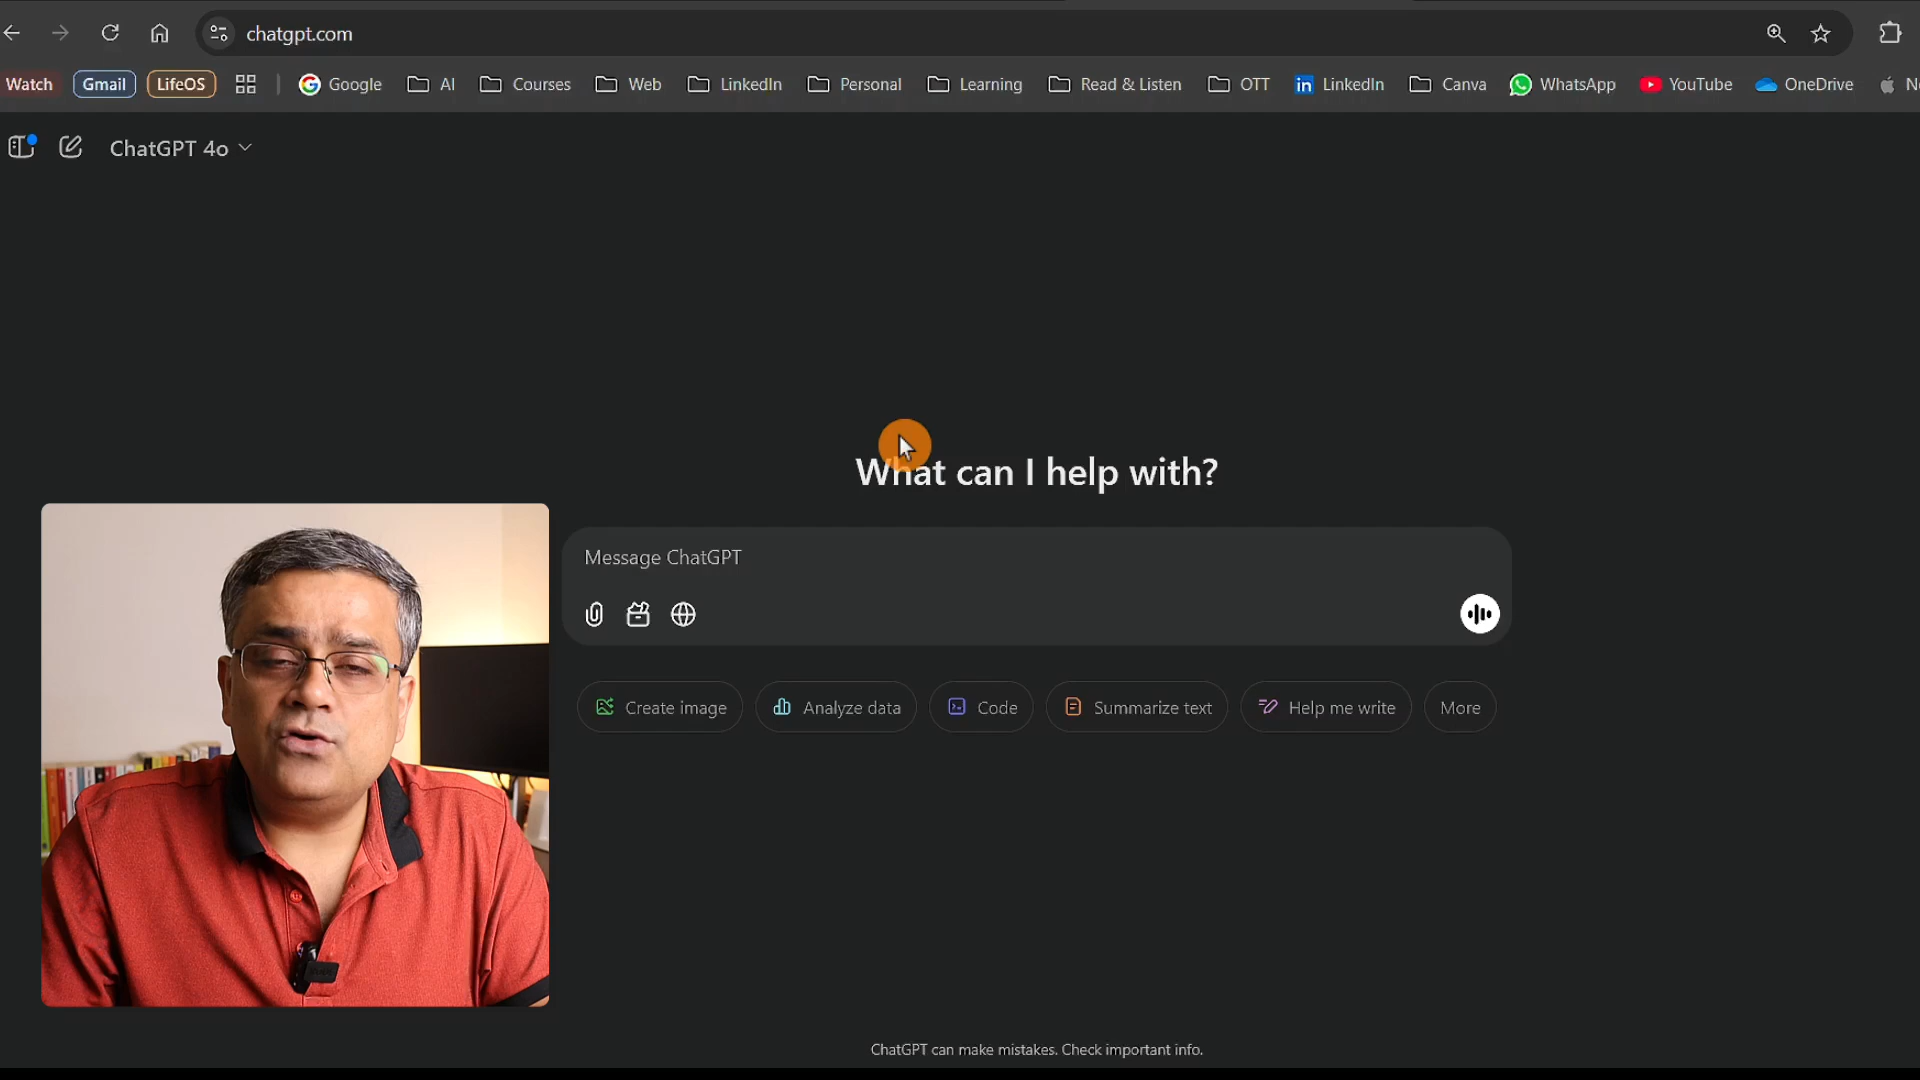 chatgpt.com
Watch Gmail LifeOS Google AI Courses Web LinkedIn Personal Learning Read & Listen OTT LinkedIn Canva WhatsApp YouTube OneDrive
ChatGPT 4o
What can I help with?
Message ChatGPT
Create image Analyze data Code Summarize text Help me write More
ChatGPT can make mistakes. Check important info.